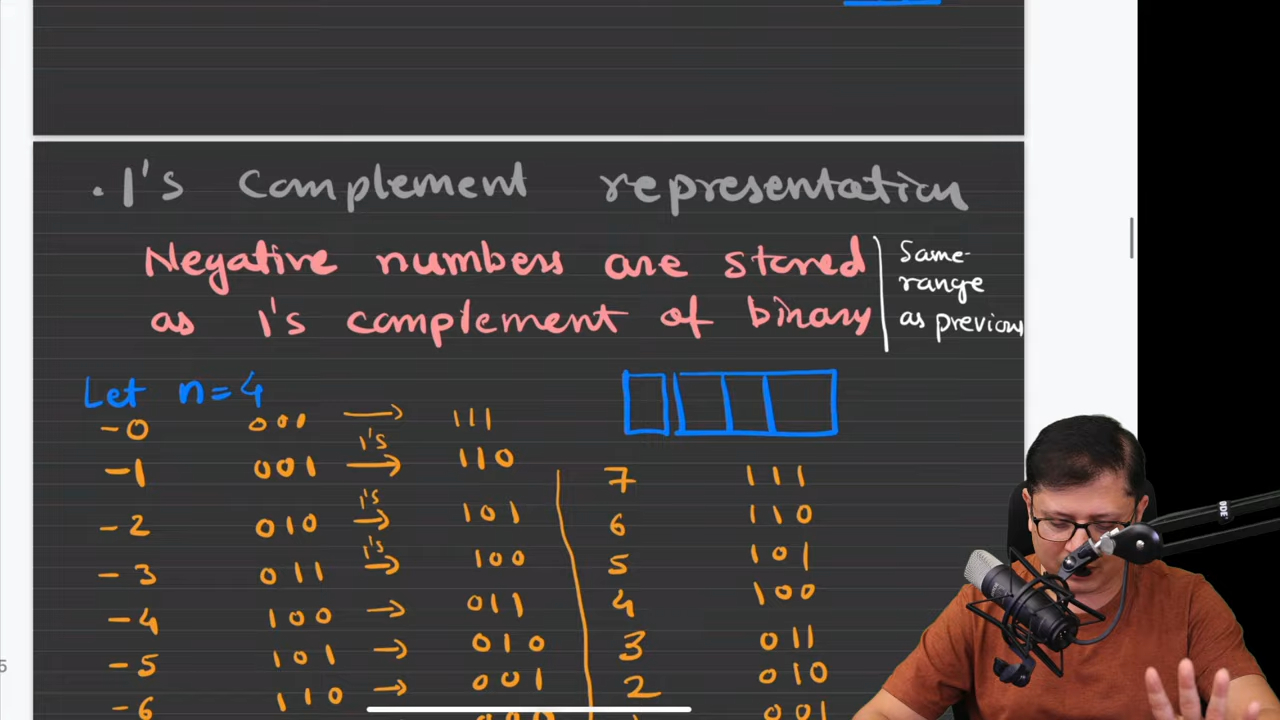 . 1's complement representation
Negative numbers are stored
as 1's complement of binary
Same
range
as previous
Let n=4
-0 000 → 111
-1 001 1's → 110
-2 010 1's → 101
-3 011 1's → 100
-4 100 → 011
-5 101 → 010
-6 110 → 001
7 111
6 110
5 101
4 100
3 011
2 010
001
5